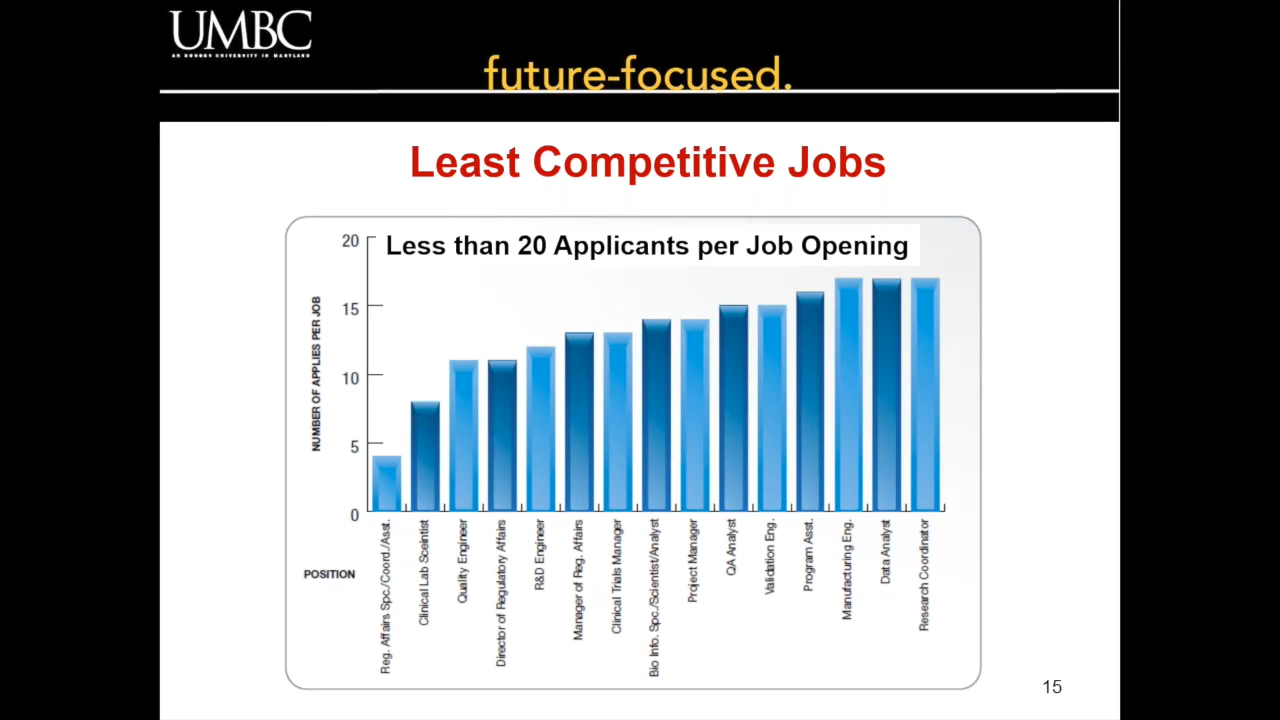 UMBC
AN HONORS UNIVERSITY IN MARYLAND
future-focused.
Least Competitive Jobs
Less than 20 Applicants per Job Opening
NUMBER OF APPLIES PER JOB
20
15
10
5
0
POSITION
Reg. Affairs Spc./Coord./Asst.
Clinical Lab Sceintist
Quality Engineer
Director of Regulatory Affairs
R&D Engineer
Manager of Reg. Affairs
Clinical Trials Manager
Bio Info. Spc./Scientist/Analyst
Project Manager
QA Analyst
Validation Eng.
Program Asst.
Manufacturing Eng.
Data Analyst
Research Coordinator
15